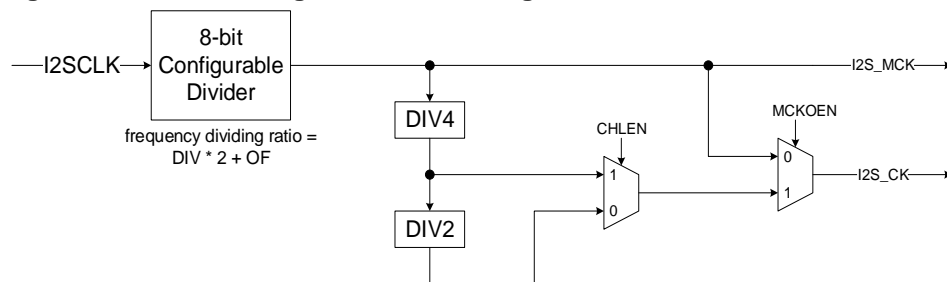 8-bit
Configurable
Divider
I2SCLK
I2S_MCK
frequency dividing ratio =
DIV * 2 + OF
DIV4
CHLEN
MCKOEN
0
1
1
I2S_CK
0
DIV2